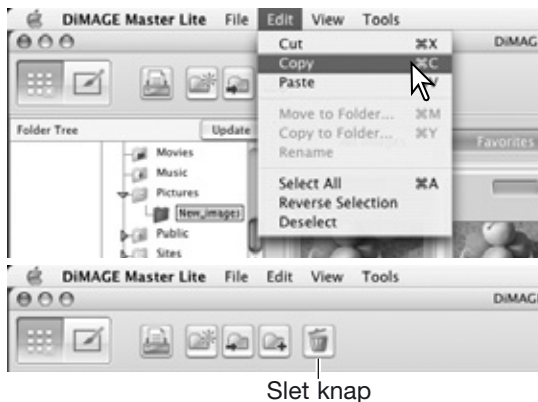 DiMAGE Master Lite File Edit View Tools
DiMAG
Cut ⌘X
Copy ⌘C
Paste V
Move to Folder... ⌘M
Copy to Folder... ⌘Y
Rename
Select All ⌘A
Reverse Selection
Deselect
Folder Tree Update
Favorites
Movies
Music
Pictures
New_images
Public
Sites
DiMAGE Master Lite File Edit View Tools
DiMAG
Slet knap